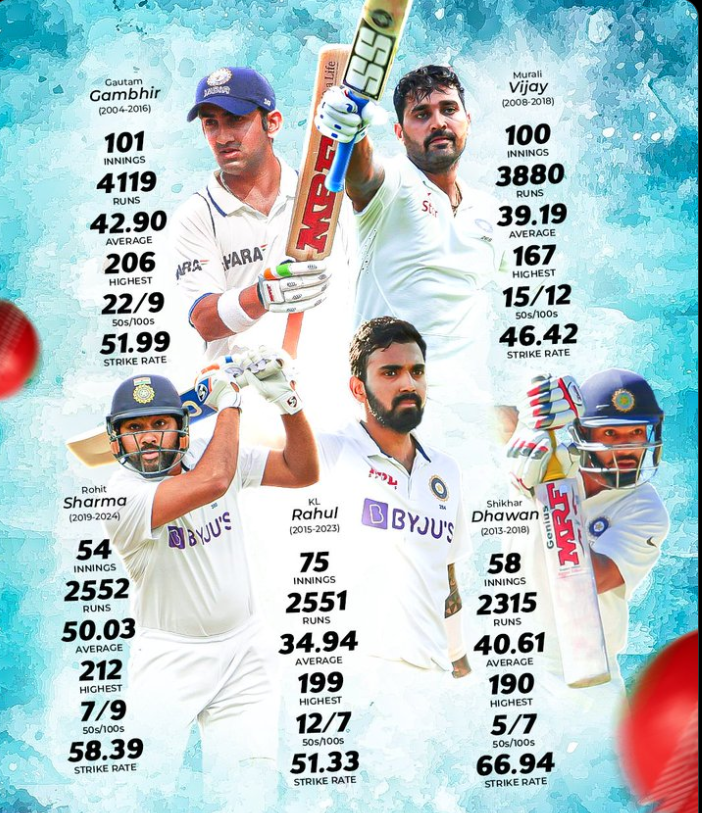 Gautam
Gambhir
(2004-2016)
101
INNINGS
4119
RUNS
42.90
AVERAGE
206
HIGHEST
22/9
50s/100s
51.99
STRIKE RATE
Murali
Vijay
(2008-2018)
100
INNINGS
3880
RUNS
39.19
AVERAGE
167
HIGHEST
15/12
50s/100s
46.42
STRIKE RATE
Life
MRF
SS
HARA
Rohit
Sharma
(2019-2024)
54
INNINGS
2552
RUNS
50.03
AVERAGE
212
HIGHEST
7/9
50s/100s
58.39
STRIKE RATE
BYJU'S
KL
Rahul
(2015-2023)
75
INNINGS
2551
RUNS
34.94
AVERAGE
199
HIGHEST
12/7
50s/100s
51.33
STRIKE RATE
BYJU'S
Shikhar
Dhawan
(2013-2018)
58
INNINGS
2315
RUNS
40.61
AVERAGE
190
HIGHEST
5/7
50s/100s
66.94
STRIKE RATE
Genius
MRF